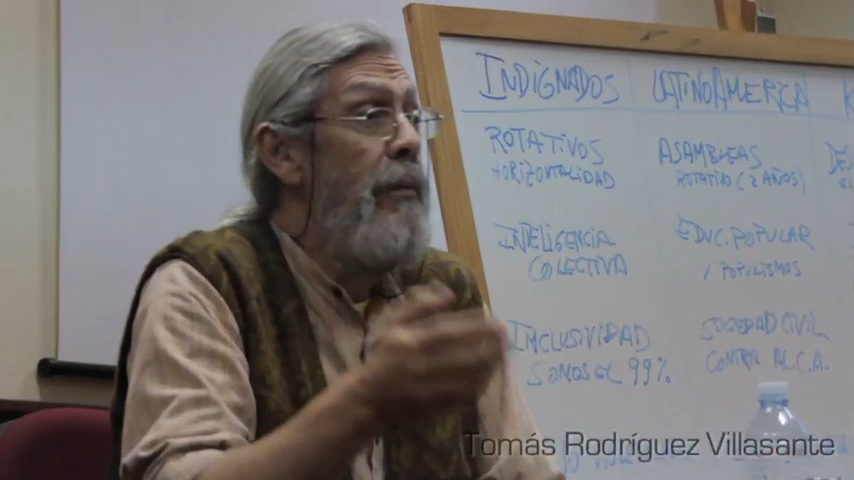 INDIGNADOS
LATINOAMERICA
ROTATIVOS
HORIZONTALIDAD
ASAMBLEAS
ROTATIVO (2 AÑOS)
INTELIGENCIA
COLECTIVA
EDUC. POPULAR
Y POPULISMOS
INCLUSIVIDAD
SOMOS EL 99%
SOCIEDAD CIVIL
CONTRA AL.C.A.
Tomás Rodríguez Villasante